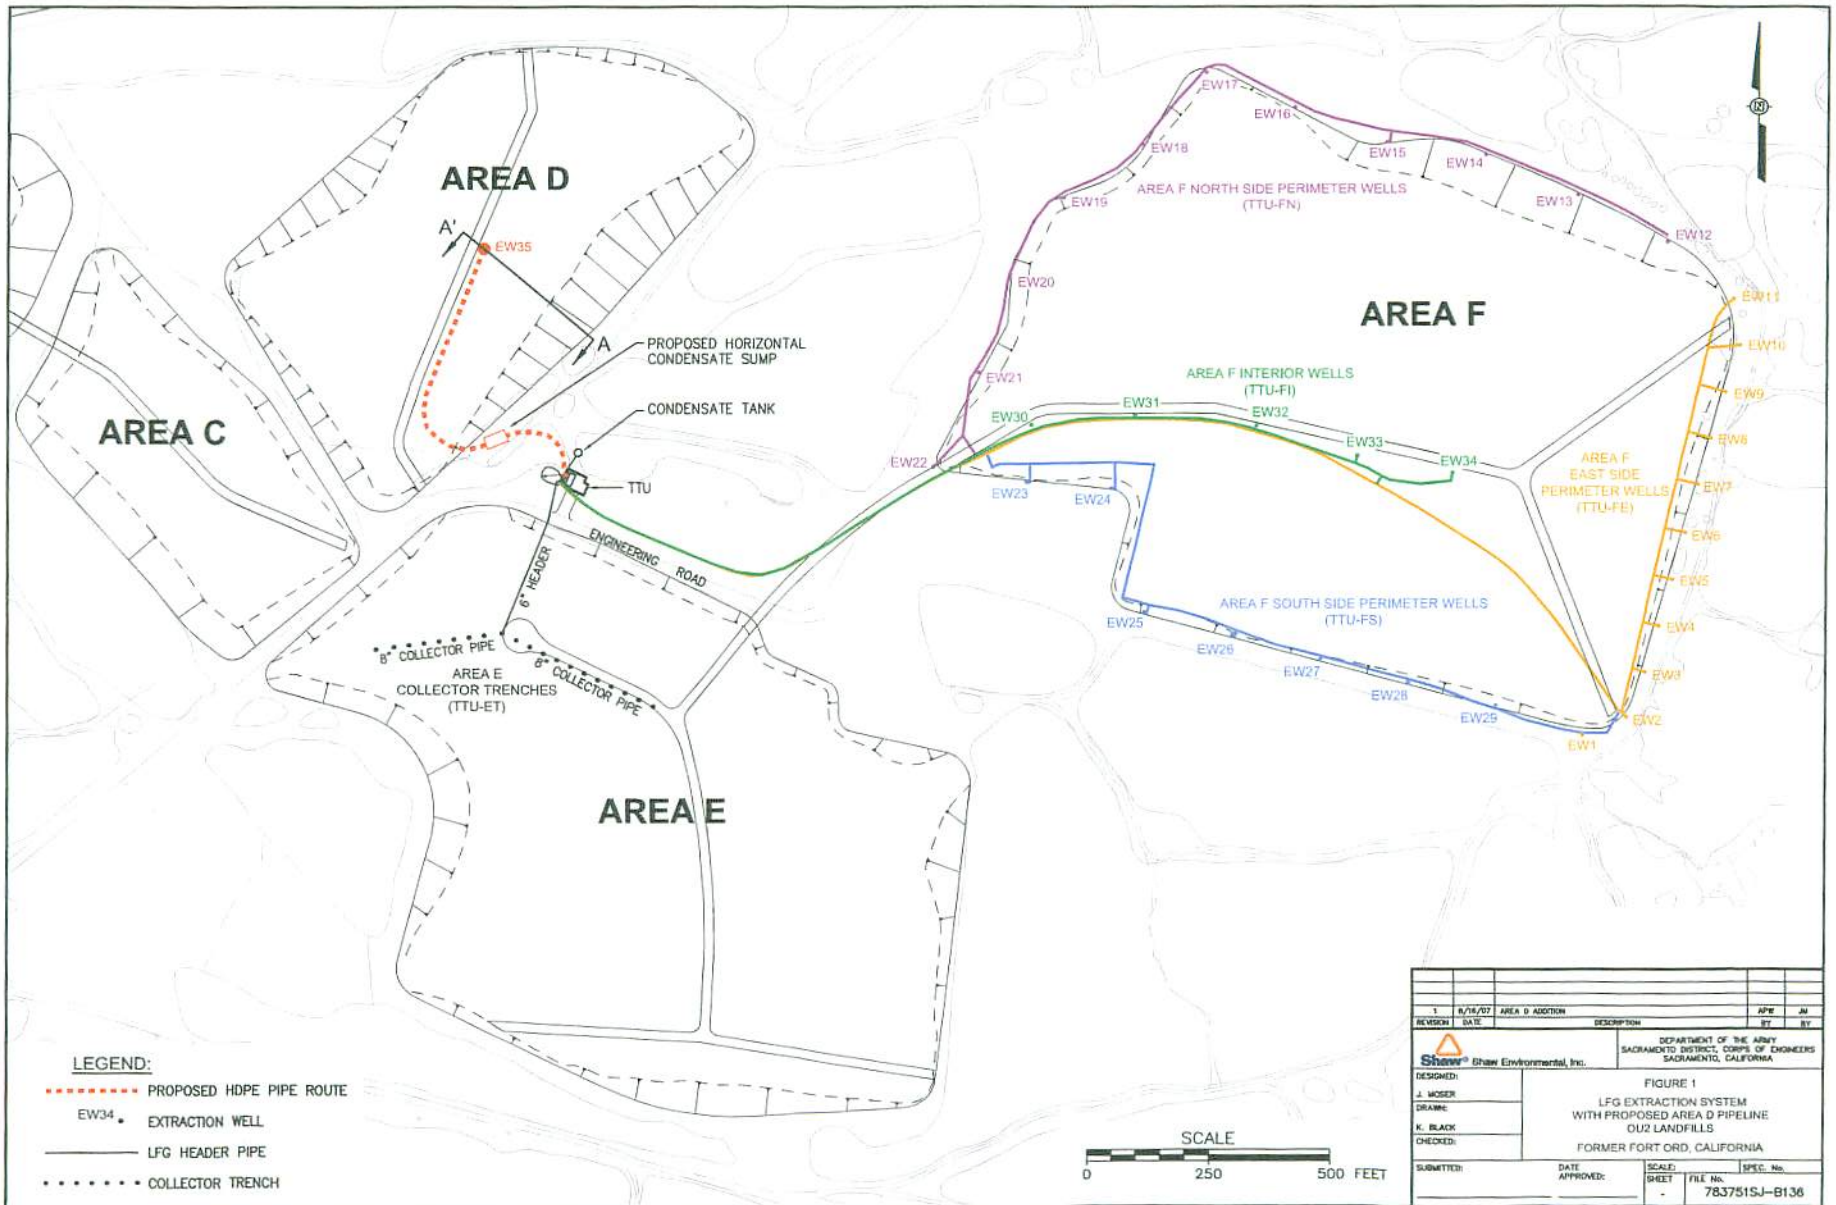 AREA D
A'
EW35
A
PROPOSED HORIZONTAL
CONDENSATE SUMP
CONDENSATE TANK
TTU
AREA C
ENGINEERING ROAD
6" HEADER
8" COLLECTOR PIPE
8" COLLECTOR PIPE
AREA E
COLLECTOR TRENCHES
(TTU-ET)
AREA E
EW17
EW16
EW15
EW14
EW13
EW12
EW18
EW19
EW20
EW21
EW22
AREA F NORTH SIDE PERIMETER WELLS
(TTU-FN)
AREA F
AREA F INTERIOR WELLS
(TTU-FI)
EW30
EW31
EW32
EW33
EW34
EW11
EW10
EW9
EW8
EW7
EW6
EW5
EW4
EW3
EW2
EW1
AREA F
EAST SIDE
PERIMETER WELLS
(TTU-FE)
EW23
EW24
EW25
EW26
EW27
EW28
EW29
AREA F SOUTH SIDE PERIMETER WELLS
(TTU-FS)
LEGEND:
PROPOSED HDPE PIPE ROUTE
EW34
EXTRACTION WELL
LFG HEADER PIPE
COLLECTOR TRENCH
SCALE
0 250 500 FEET
1 AREA D ADDITION JM
REVISION DATE DESCRIPTION BY BY
Shaw Shaw Environmental, Inc.
DEPARTMENT OF THE ARMY
SACRAMENTO DISTRICT, CORPS OF ENGINEERS
SACRAMENTO, CALIFORNIA
DESIGNED:
J. MOSER
DRAWN:
K. BLACK
CHECKED:
FIGURE 1
LFG EXTRACTION SYSTEM
WITH PROPOSED AREA D PIPELINE
OU2 LANDFILLS
FORMER FORT ORD, CALIFORNIA
SUBMITTED:
DATE
APPROVED:
SCALE:
SPEC. No.
SHEET
-
FILE No.
783751SJ-B136